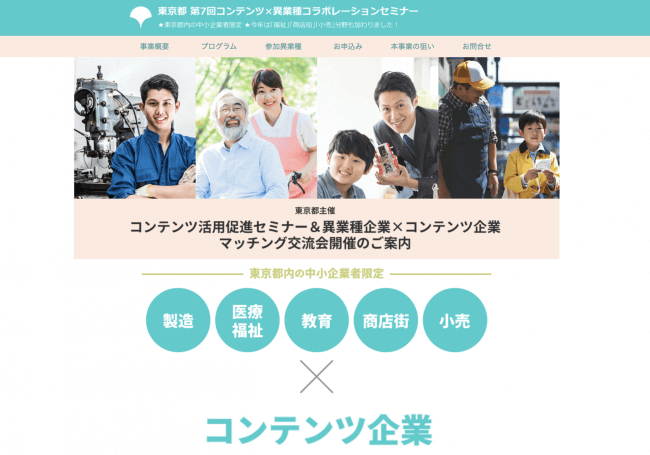 東京都 第7回コンテンツ×異業種コラボレーションセミナー
★東京都内の中小企業者限定 ★今年は「福祉」「商店街」「小売」分野も加わりました！
事業概要 プログラム 参加異業種 お申込み 本事業の狙い お問合せ
東京都主催
コンテンツ活用促進セミナー＆異業種企業×コンテンツ企業
マッチング交流会開催のご案内
東京都内の中小企業者限定
製造 医療福祉 教育 商店街 小売
×
コンテンツ企業